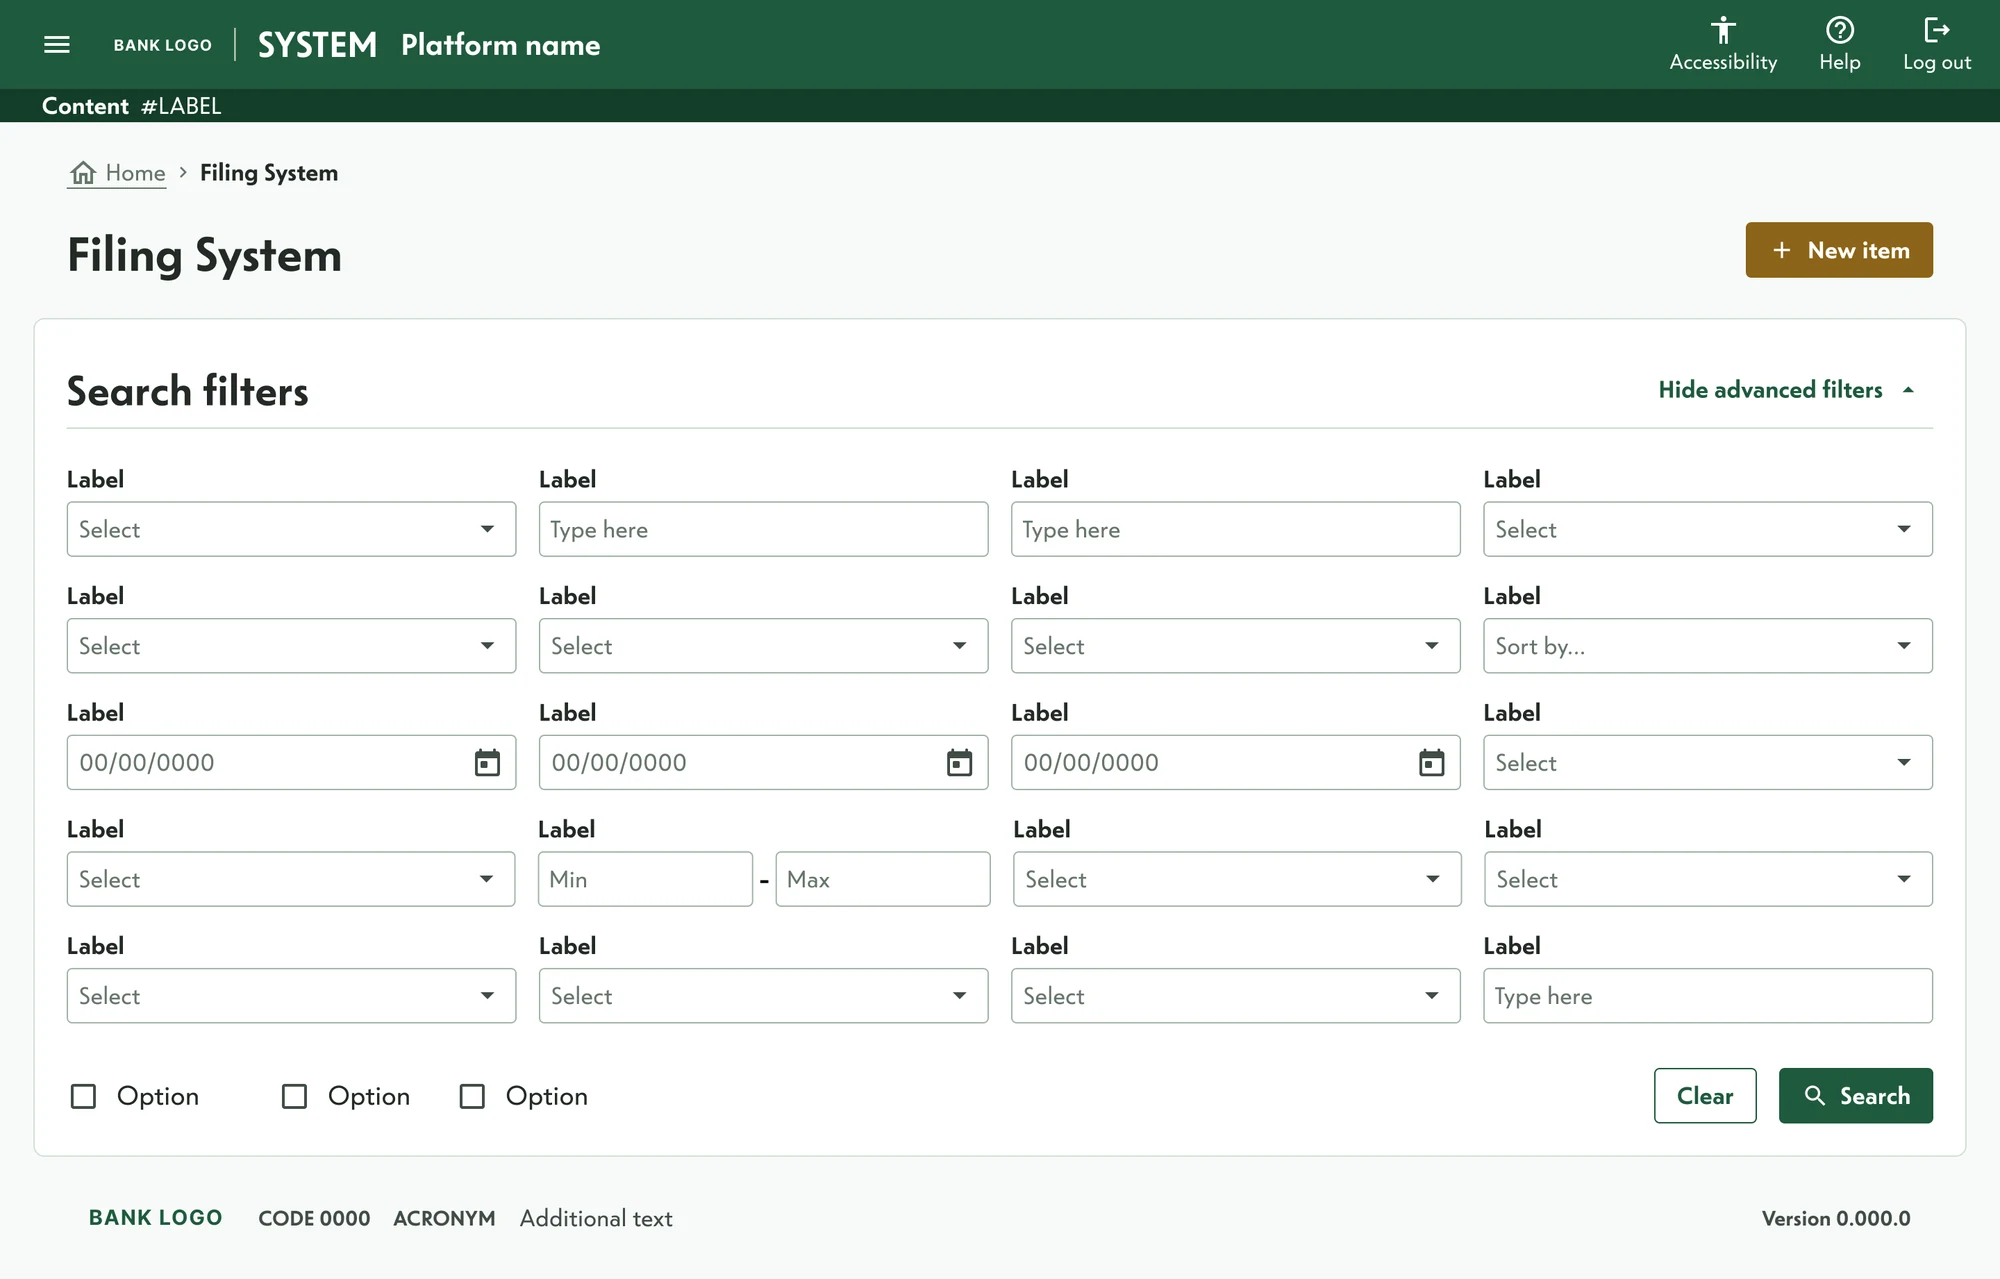 BANK LOGO SYSTEM Platform name Accessibility Help Log out
Content #LABEL
Home › Filing System
Filing System + New item
Search filters Hide advanced filters
Label Label Label Label
Select Type here Type here Select
Label Label Label Label
Select Select Select Sort by...
Label Label Label Label
00/00/0000 00/00/0000 00/00/0000 Select
Label Label Label Label
Select Min - Max Select Select
Label Label Label Label
Select Select Select Type here
Option Option Option Clear Search
BANK LOGO CODE 0000 ACRONYM Additional text Version 0.000.0